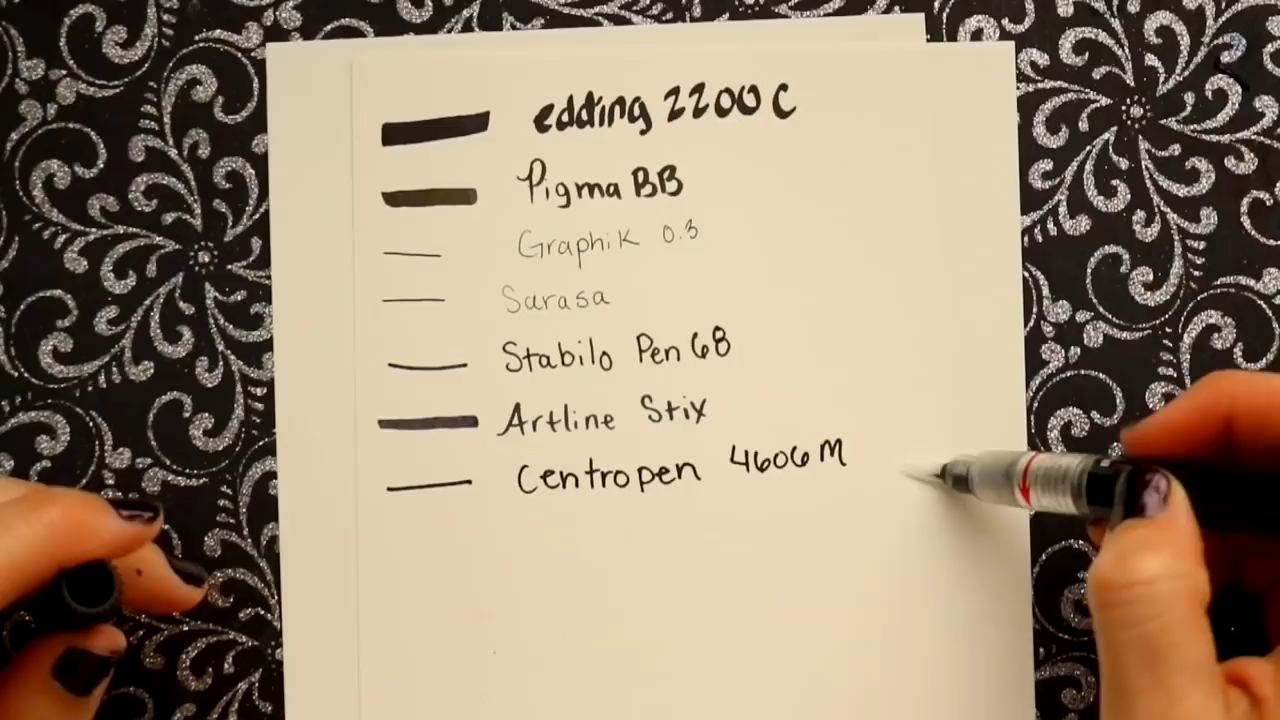 edding 2200 C
Pigma BB
Graphik 0.3
Sarasa
Stabilo Pen 68
Artline Stix
Centropen 4606 M